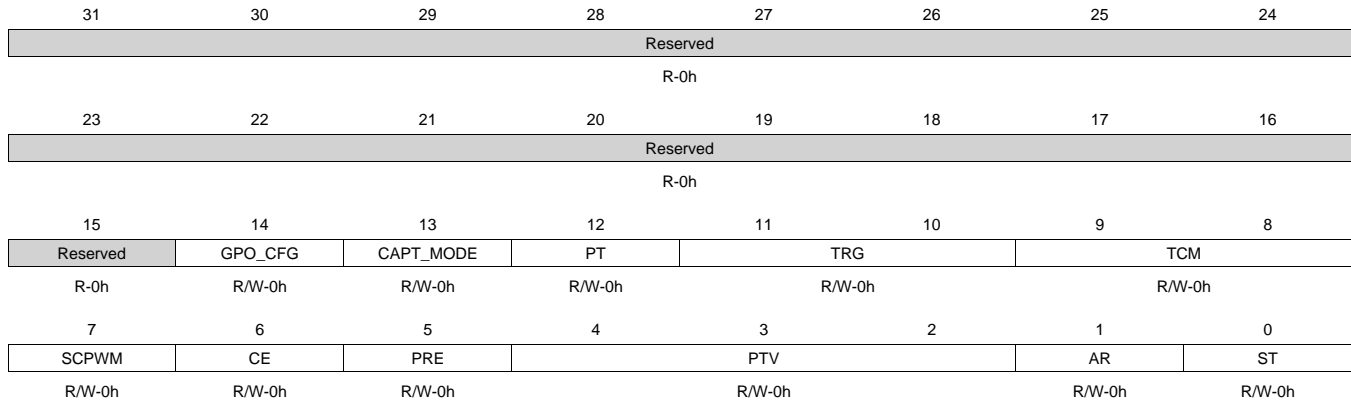 31 30 29 28 27 26 25 24
Reserved
R-0h
23 22 21 20 19 18 17 16
Reserved
R-0h
15 14 13 12 11 10 9 8
Reserved GPO_CFG CAPT_MODE PT TRG TCM
R-0h R/W-0h R/W-0h R/W-0h R/W-0h R/W-0h
7 6 5 4 3 2 1 0
SCPWM CE PRE PTV AR ST
R/W-0h R/W-0h R/W-0h R/W-0h R/W-0h R/W-0h